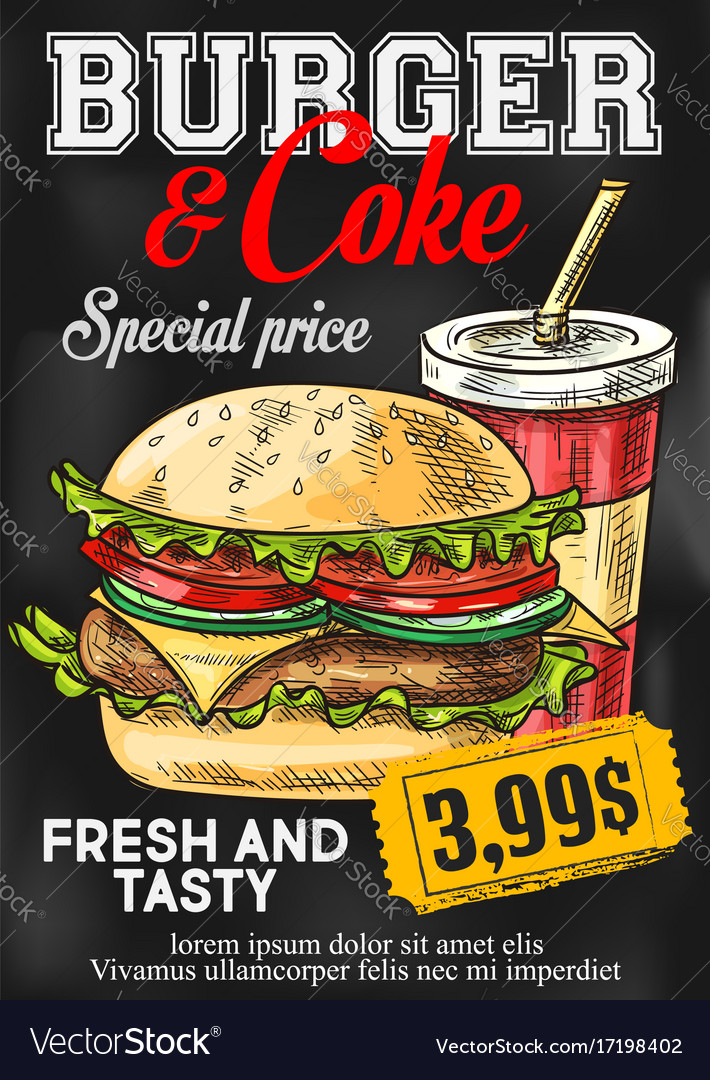 BURGER
& Coke
Special price
3,99$
FRESH AND
TASTY
lorem ipsum dolor sit amet elis
Vivamus ullamcorper felis nec mi imperdiet
VectorStock®
VectorStock.com/17198402